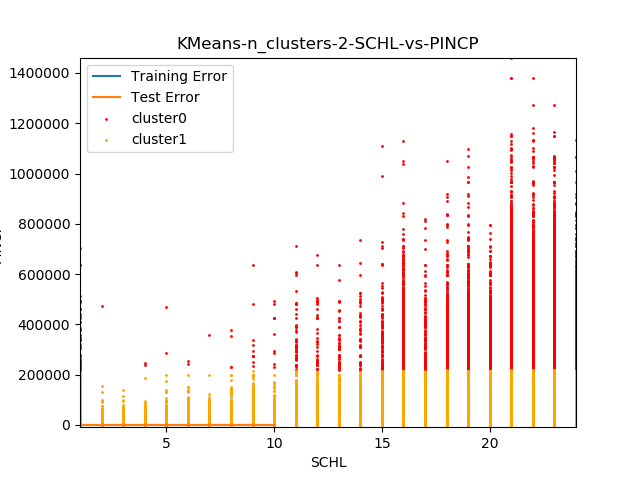 KMeans-n_clusters-2-SCHL-vs-PINCP
1400000
1200000
1000000
800000
600000
400000
200000
0
Training Error
Test Error
cluster0
cluster1
5
10
15
20
SCHL